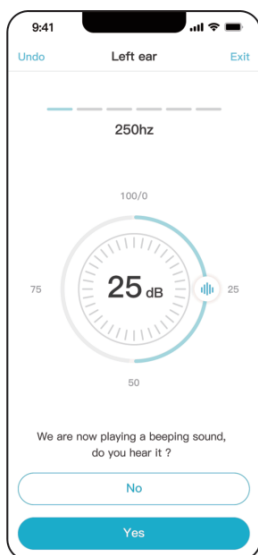 9:41
Undo Left ear Exit
250hz
100/0
75 25 dB 25
50
We are now playing a beeping sound,
do you hear it ?
No
Yes